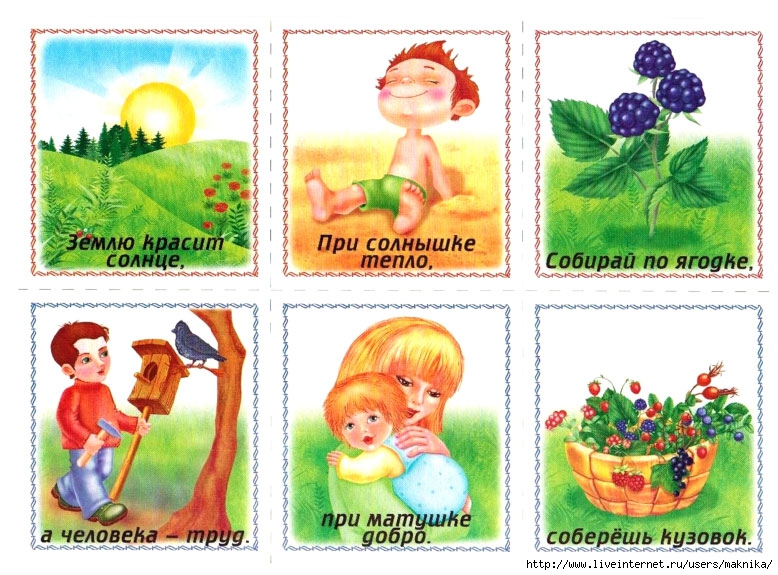 Землю красит
солнце,
При солнышке
тепло,
Собирай по ягодке,
а человека – труд.
при матушке
добро.
соберёшь кузовок.
http://www.liveinternet.ru/users/maknika/